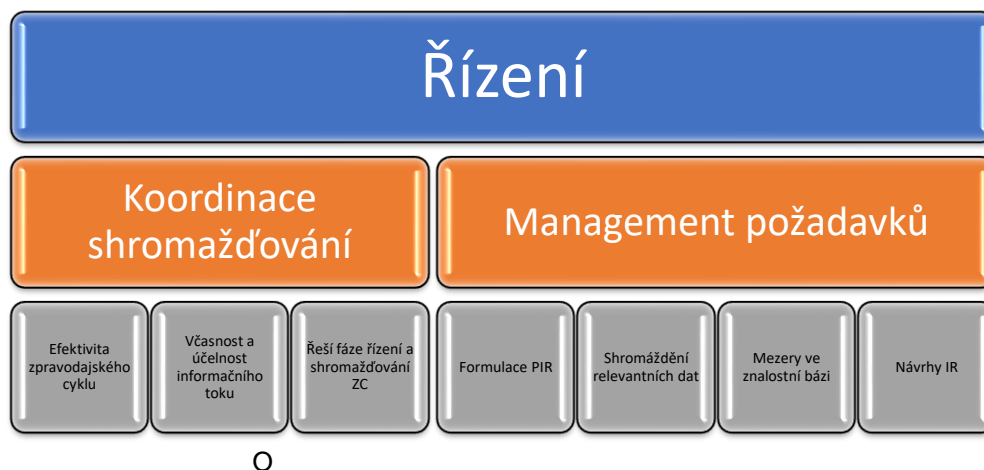 Řízení
Koordinace
shromažďování
Management požadavků
Efektivita
zpravodajského
cyklu
Včasnost a
účelnost
informačního
toku
Řeší fáze řízení a
shromažďování
ZC
Formulace PIR
Shromáždění
relevantních dat
Mezery ve
znalostní bázi
Návrhy IR
O